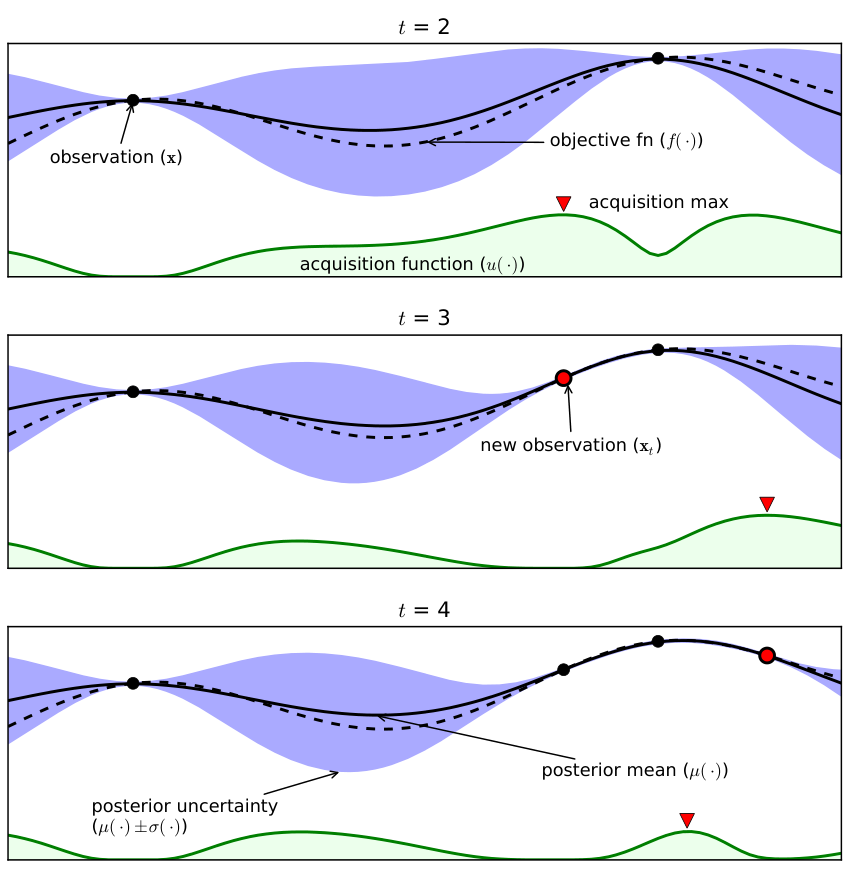 t = 2
observation (x)
objective fn (f(·))
acquisition max
acquisition function (u(·))
t = 3
new observation (xₜ)
t = 4
posterior mean (μ(·))
posterior uncertainty
(μ(·)±σ(·))